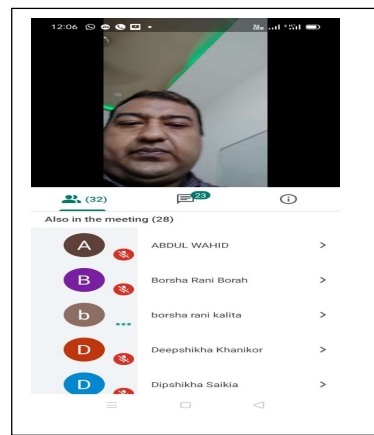 12:06
(32)
23
Also in the meeting (28)
A
ABDUL WAHID
B
Borsha Rani Borah
b
borsha rani kalita
D
Deepshikha Khanikor
D
Dipshikha Saikia